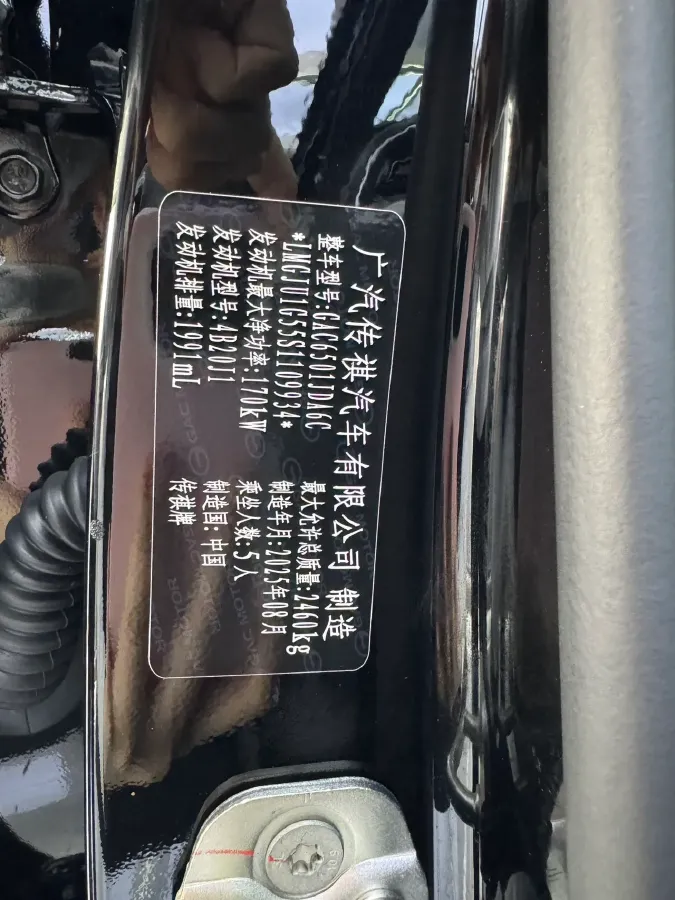 广汽传祺汽车有限公司 制造
整车型号:GAC6501JDA6C 最大允许总质量:2460kg
*LMGJU1G55S1109934* 制造年月:2025年08月
发动机最大净功率:170kW 乘坐人数:5人
发动机型号:4B20J1 制造国:中国
发动机排量:1991mL 传祺牌
GAC MOTOR